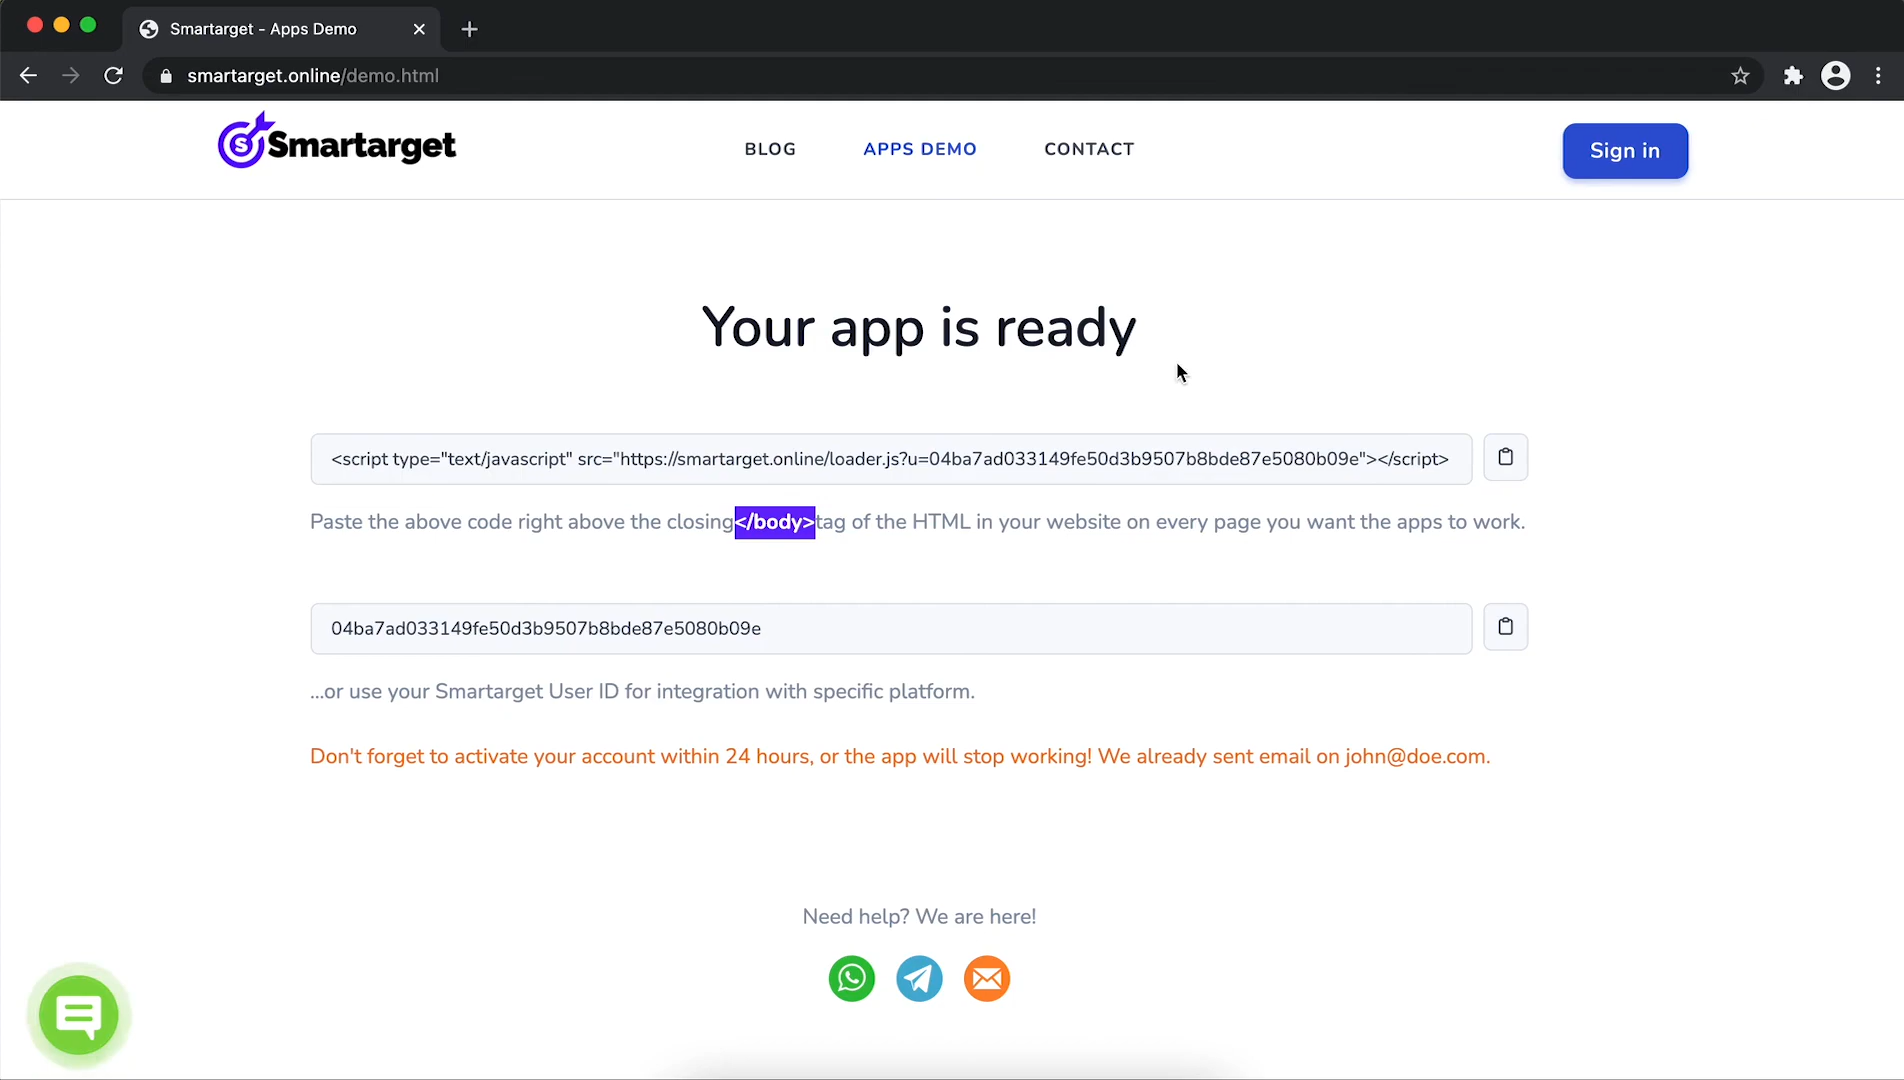 Smartarget - Apps Demo
smartarget.online/demo.html
Smartarget
BLOG
APPS DEMO
CONTACT
Sign in
Your app is ready
<script type="text/javascript" src="https://smartarget.online/loader.js?u=04ba7ad033149fe50d3b9507b8bde87e5080b09e"></script>
Paste the above code right above the closing</body>tag of the HTML in your website on every page you want the apps to work.
04ba7ad033149fe50d3b9507b8bde87e5080b09e
...or use your Smartarget User ID for integration with specific platform.
Don't forget to activate your account within 24 hours, or the app will stop working! We already sent email on john@doe.com.
Need help? We are here!